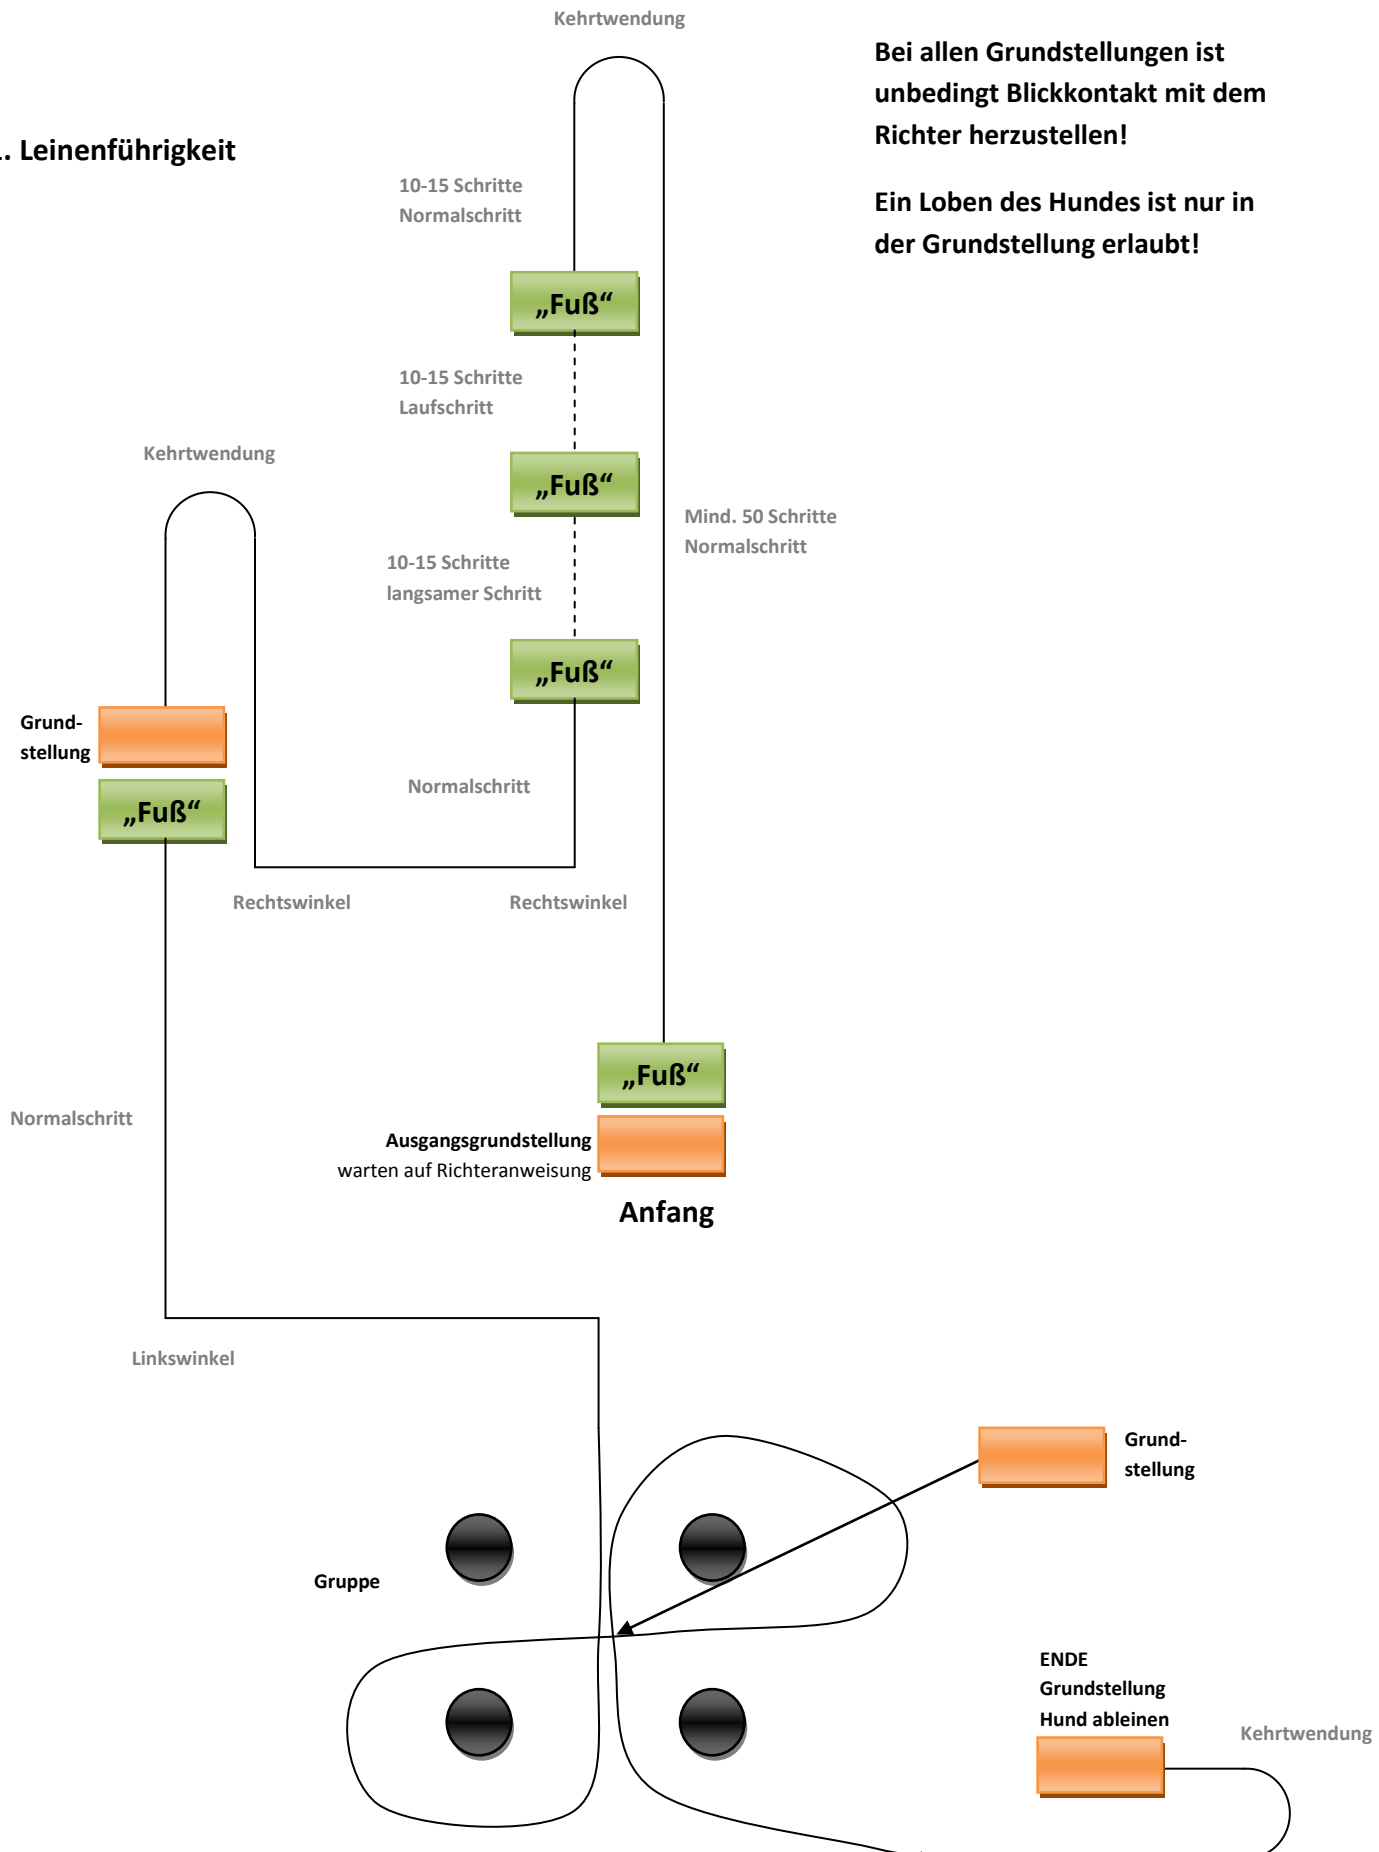 Kehrtwendung
Bei allen Grundstellungen ist
unbedingt Blickkontakt mit dem
Richter herzustellen!
. Leinenführigkeit
10-15 Schritte
Normalschritt
Ein Loben des Hundes ist nur in
der Grundstellung erlaubt!
„Fuß“
10-15 Schritte
Laufschritt
Kehrtwendung
„Fuß“
Mind. 50 Schritte
Normalschritt
10-15 Schritte
langsamer Schritt
„Fuß“
Grund-
stellung
„Fuß“
Normalschritt
Rechtswinkel
Rechtswinkel
„Fuß“
Normalschritt
Ausgangsgrundstellung
warten auf Richteranweisung
Anfang
Linkswinkel
Grund-
stellung
Gruppe
ENDE
Grundstellung
Hund ableinen
Kehrtwendung